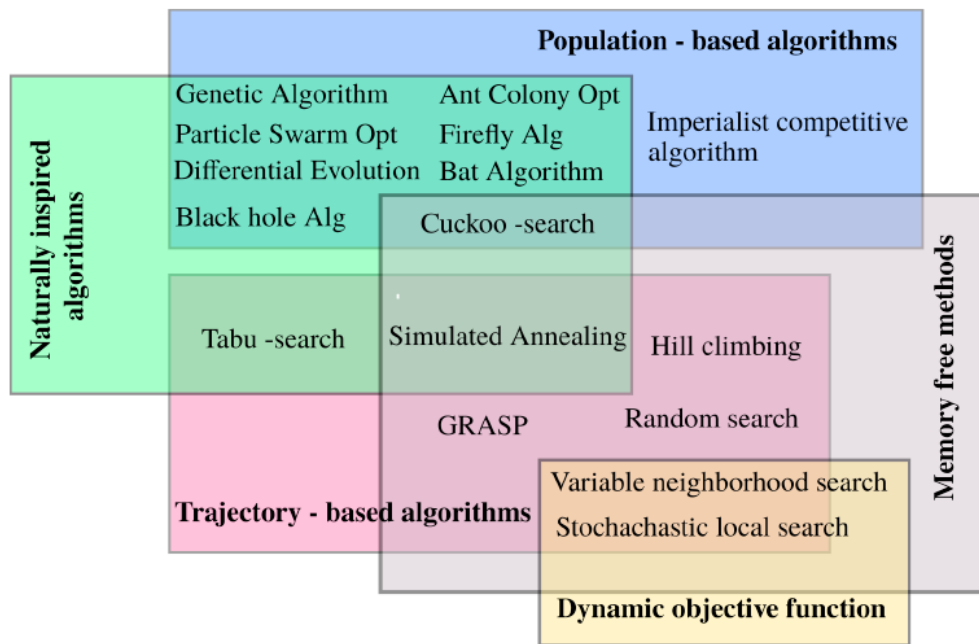 Population - based algorithms
Genetic Algorithm
Ant Colony Opt
Particle Swarm Opt
Firefly Alg
Imperialist competitive
algorithm
Differential Evolution
Bat Algorithm
Black hole Alg
Cuckoo -search
Naturally inspired
algorithms
Tabu -search
Simulated Annealing
Hill climbing
GRASP
Random search
Memory free methods
Variable neighborhood search
Trajectory - based algorithms
Stochachastic local search
Dynamic objective function